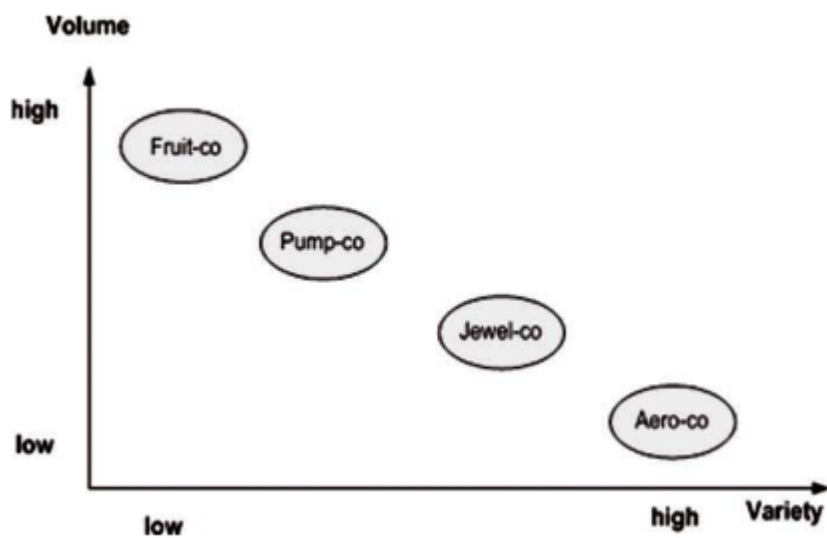 Volume
high
Fruit-co
Pump-co
Jewel-co
Aero-co
low
low
high
Variety